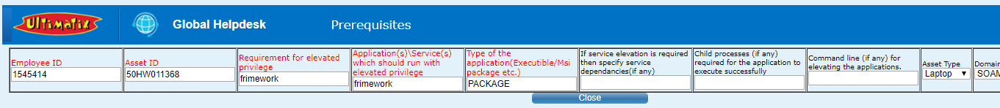 Ultimatix
Global Helpdesk
Prerequisites
Employee ID
1545414
Asset ID
50HW011368
Requirement for elevated
privilege
frimework
Application(s)\Service(s)
which should run with
elevated privilege
frimework
Type of the
application(Executible/Msi
package etc.)
PACKAGE
If service elevation is required
then specify service
dependancies(if any)
Child processes (if any)
required for the application to
execute successfully
Command line (if any) for
elevating the applications.
Asset Type
Laptop
Domain
SOAM
Close